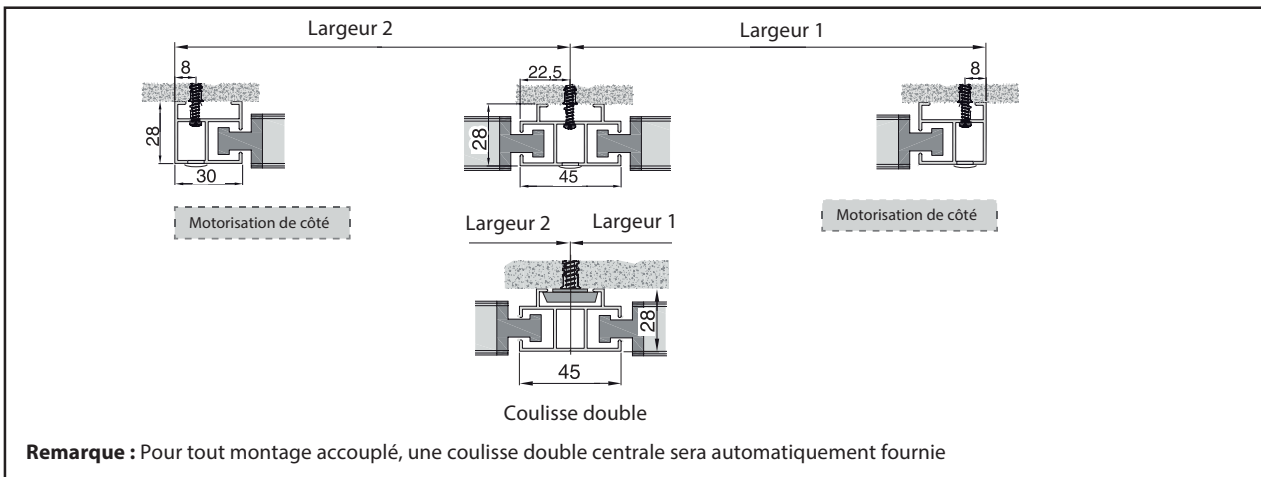 Largeur 2
Largeur 1
8
22,5
8
28
28
30
45
Motorisation de côté
Motorisation de côté
Largeur 2
Largeur 1
28
45
Coulisse double
Remarque : Pour tout montage accouplé, une coulisse double centrale sera automatiquement fournie